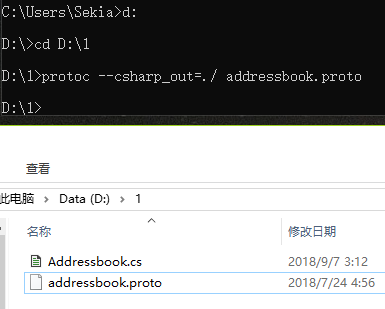 C:\Users\Sekia>d:
D:\>cd D:\1
D:\1>protoc --csharp_out=./ addressbook.proto
D:\1>
查看
此电脑 > Data (D:) > 1
名称 修改日期
Addressbook.cs 2018/9/7 3:12
addressbook.proto 2018/7/24 4:56